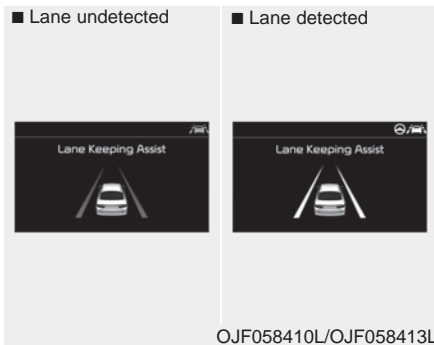 ■ Lane undetected
■ Lane detected
Lane Keeping Assist
Lane Keeping Assist
OJF058410L/OJF058413L